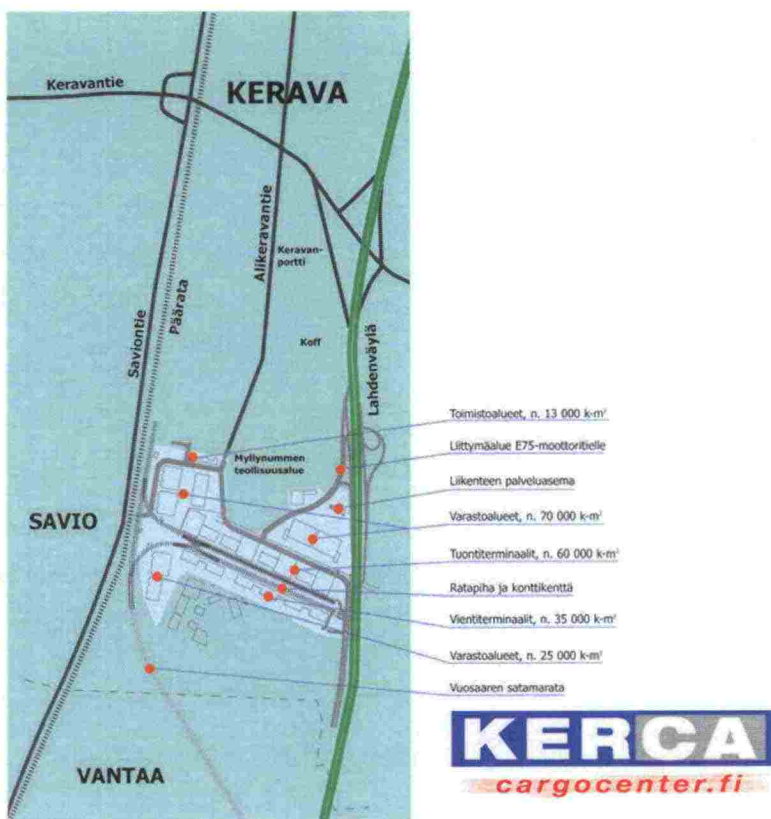 Keravantie
KERAVA
Alikeravantie
Keravan-
portti
Päärata
Saviontie
Koff
Lahdenväylä
Myllynummen
teollisuusalue
SAVIO
VANTAA
Toimistoalueet, n. 13 000 k-m²
Liittymäalue E75-moottoritielle
Liikenteen palveluasema
Varastoalueet, n. 70 000 k-m²
Tuontiterminaalit, n. 60 000 k-m²
Ratapiha ja konttikenttä
Vientiterminaalit, n. 35 000 k-m²
Varastoalueet, n. 25 000 k-m²
Vuosaaren satamarata
KERCA
cargocenter.fi